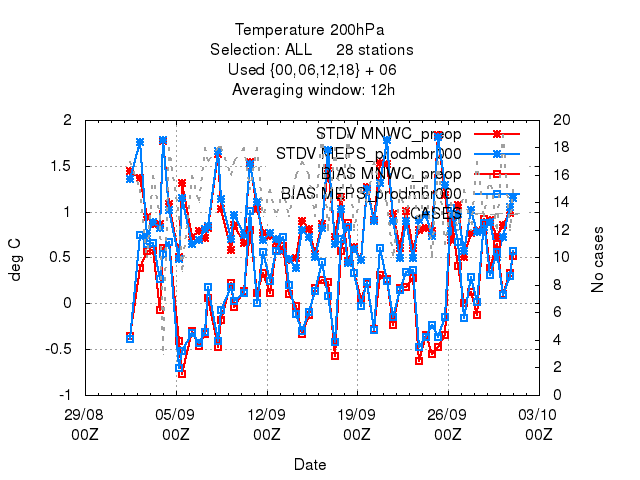 Temperature 200hPa
Selection: ALL 28 stations
Used {00,06,12,18} + 06
Averaging window: 12h
STDV MNWC_preop
STDV MEPS_prodmbr000
BIAS MNWC_preop
BIAS MEPS_prodmbr000
CASES
deg C
2
1.5
1
0.5
0
-0.5
-1
20
18
16
14
12
10
8
6
4
2
0
No cases
29/08 05/09 12/09 19/09 26/09 03/10
00Z 00Z 00Z 00Z 00Z 00Z
Date